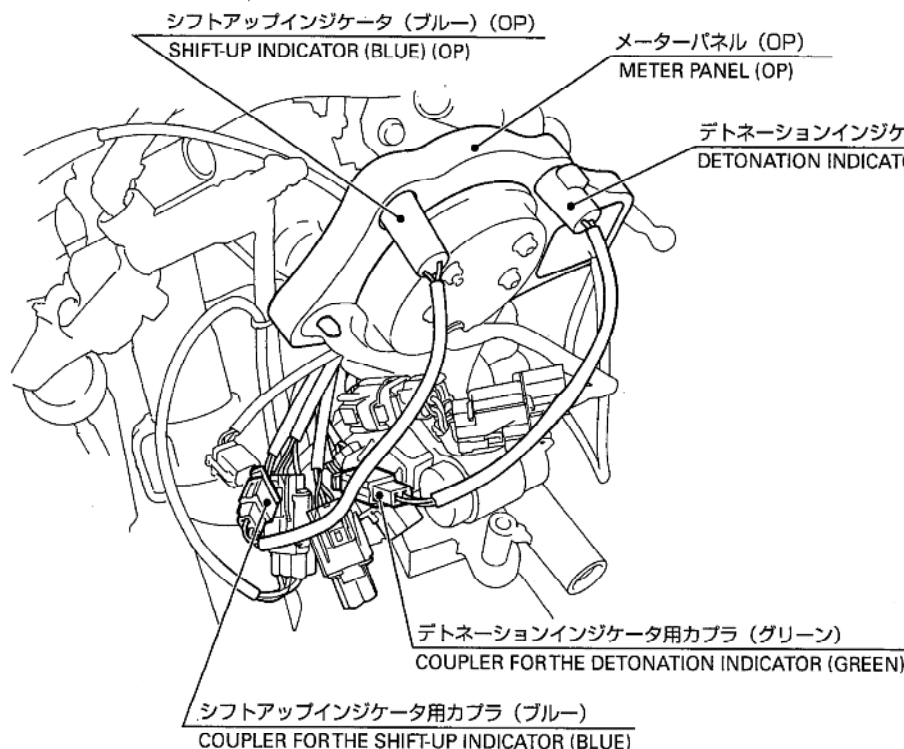 シフトアップインジケータ（ブルー）（OP）
SHIFT-UP INDICATOR (BLUE) (OP)
メーターパネル（OP）
METER PANEL (OP)
デトネーションインジケ
DETONATION INDICATO
デトネーションインジケータ用カプラ（グリーン）
COUPLER FOR THE DETONATION INDICATOR (GREEN)
シフトアップインジケータ用カプラ（ブルー）
COUPLER FOR THE SHIFT-UP INDICATOR (BLUE)